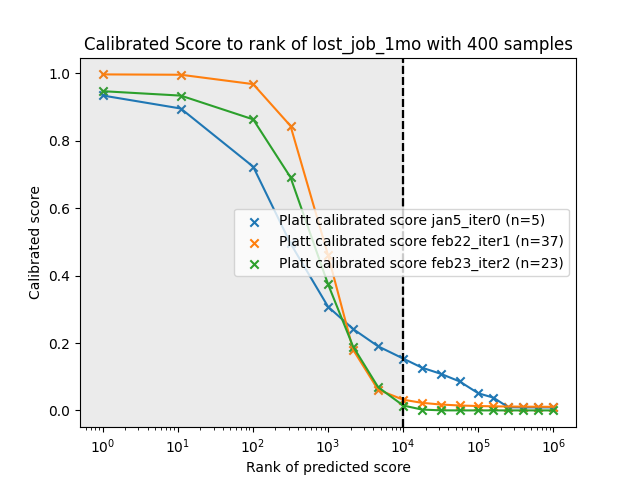 Calibrated Score to rank of lost_job_1mo with 400 samples
Calibrated score
1.0
0.8
0.6
0.4
0.2
0.0
Platt calibrated score jan5_iter0 (n=5)
Platt calibrated score feb22_iter1 (n=37)
Platt calibrated score feb23_iter2 (n=23)
10⁰ 10¹ 10² 10³ 10⁴ 10⁵ 10⁶
Rank of predicted score